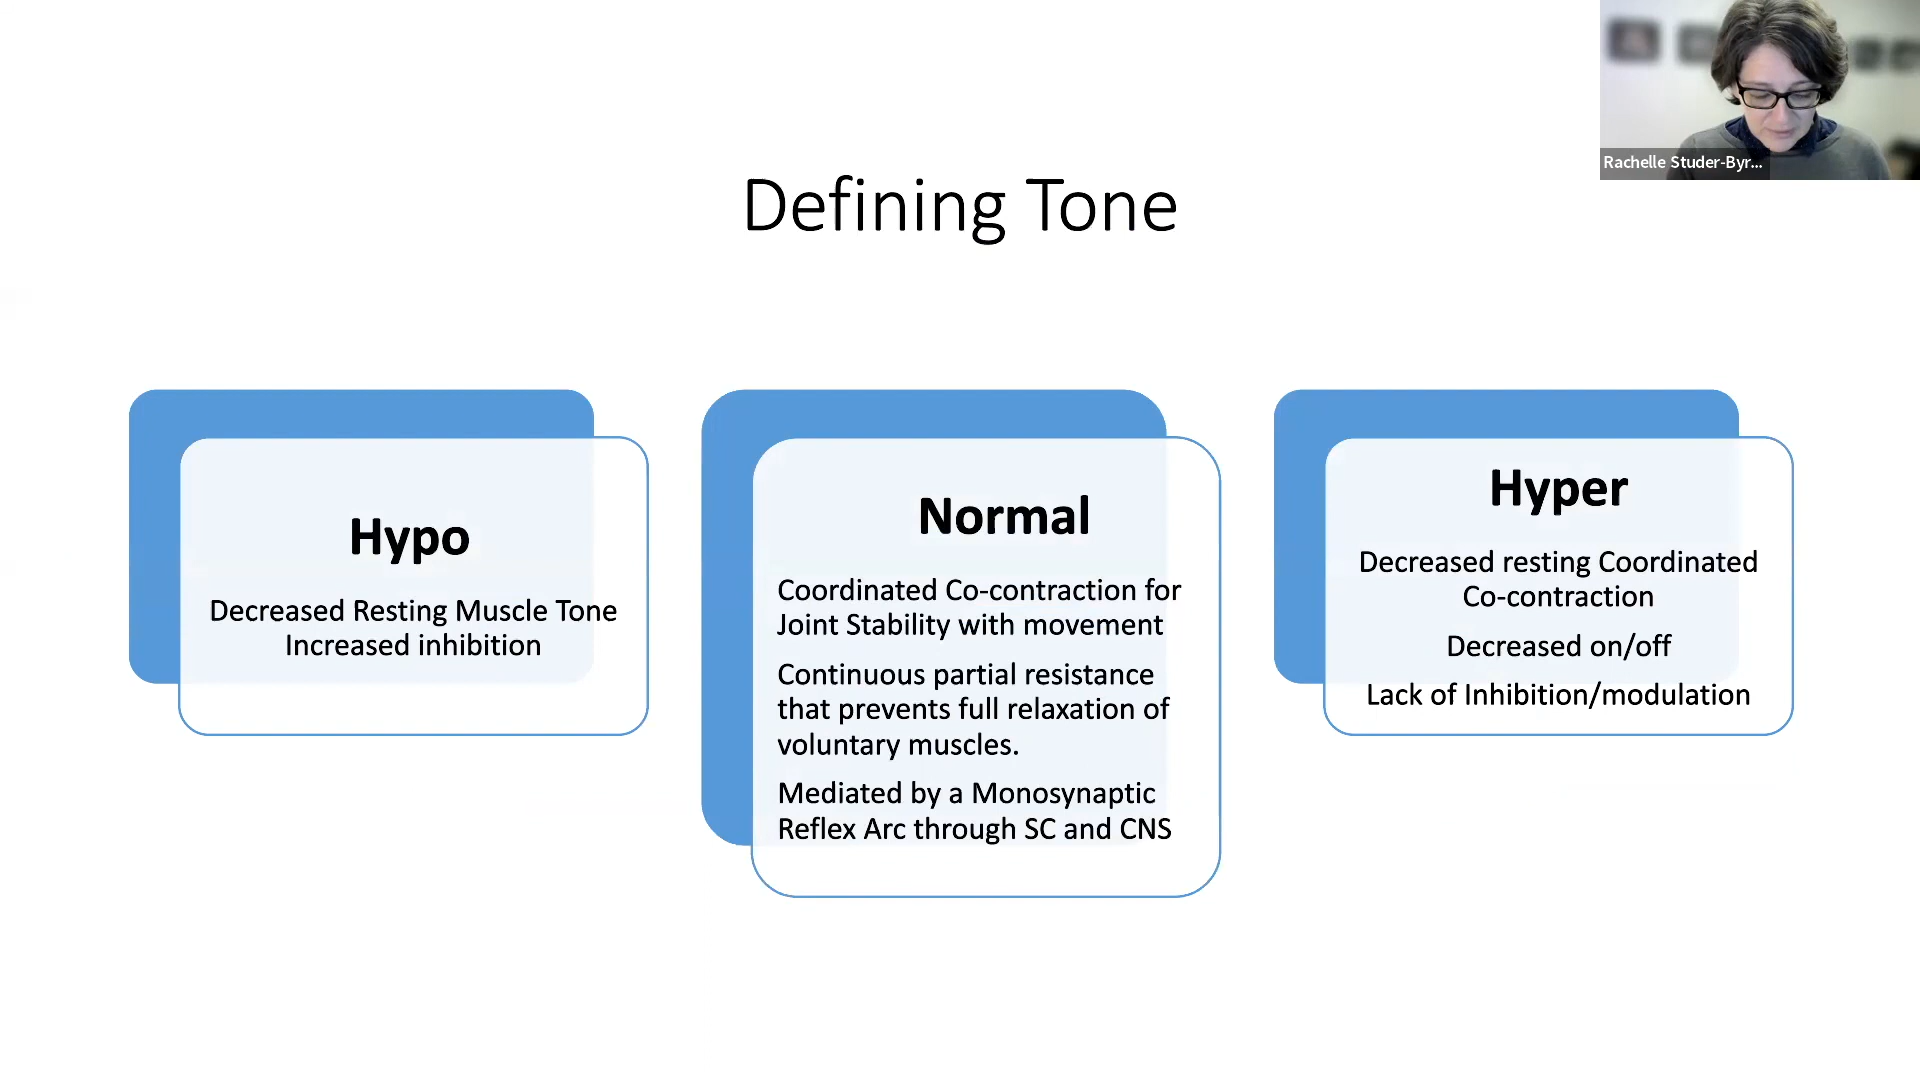 Rachelle Studer-Byr...
Defining Tone
Hypo
Decreased Resting Muscle Tone
Increased inhibition
Normal
Coordinated Co-contraction for
Joint Stability with movement
Continuous partial resistance
that prevents full relaxation of
voluntary muscles.
Mediated by a Monosynaptic
Reflex Arc through SC and CNS
Hyper
Decreased resting Coordinated
Co-contraction
Decreased on/off
Lack of Inhibition/modulation